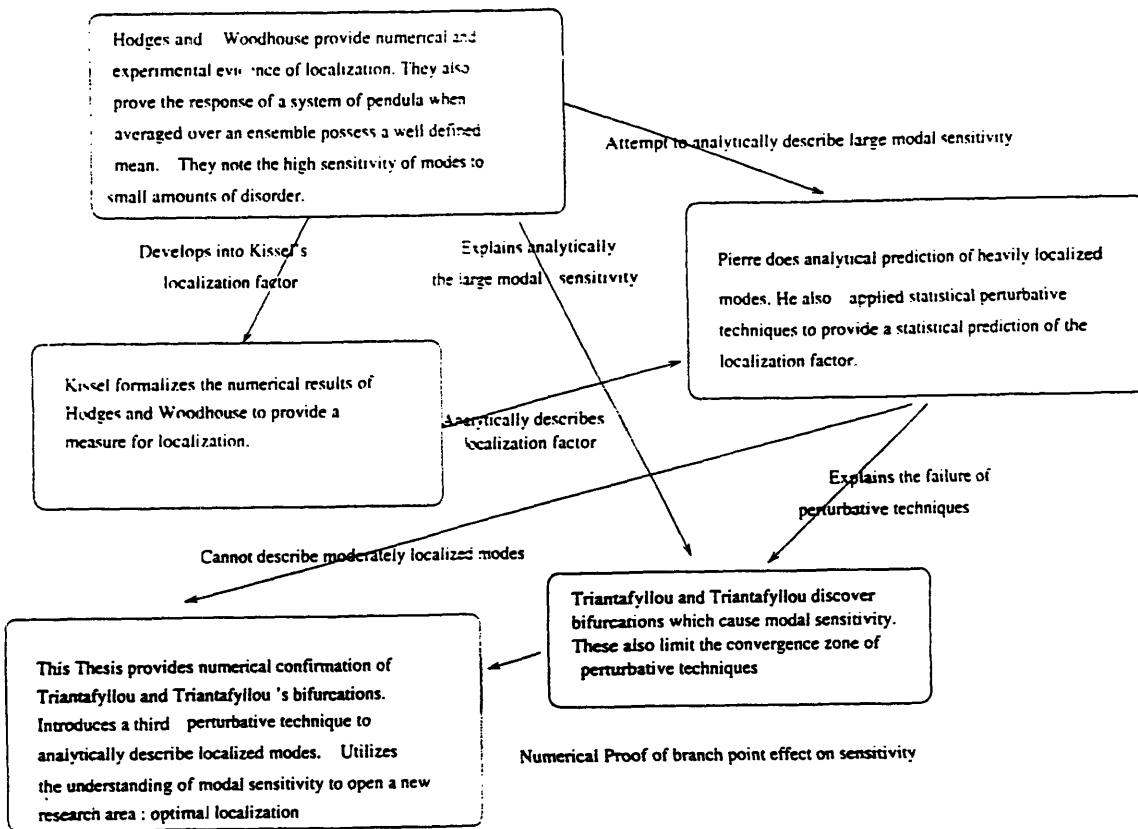 Hodges and Woodhouse provide numerical and
experimental evidence of localization. They also
prove the response of a system of pendula when
averaged over an ensemble possess a well defined
mean. They note the high sensitivity of modes to
small amounts of disorder.
Attempt to analytically describe large modal sensitivity
Develops into Kissel's
localization factor
Explains analytically
the large modal sensitivity
Pierre does analytical prediction of heavily localized
modes. He also applied statistical perturbative
techniques to provide a statistical prediction of the
localization factor.
Kissel formalizes the numerical results of
Hodges and Woodhouse to provide a
measure for localization.
Analytically describes
localization factor
Explains the failure of
perturbative techniques
Cannot describe moderately localized modes
Triantafyllou and Triantafyllou discover
bifurcations which cause modal sensitivity.
These also limit the convergence zone of
perturbative techniques
This Thesis provides numerical confirmation of
Triantafyllou and Triantafyllou 's bifurcations.
Introduces a third perturbative technique to
analytically describe localized modes. Utilizes
the understanding of modal sensitivity to open a new
research area : optimal localization
Numerical Proof of branch point effect on sensitivity